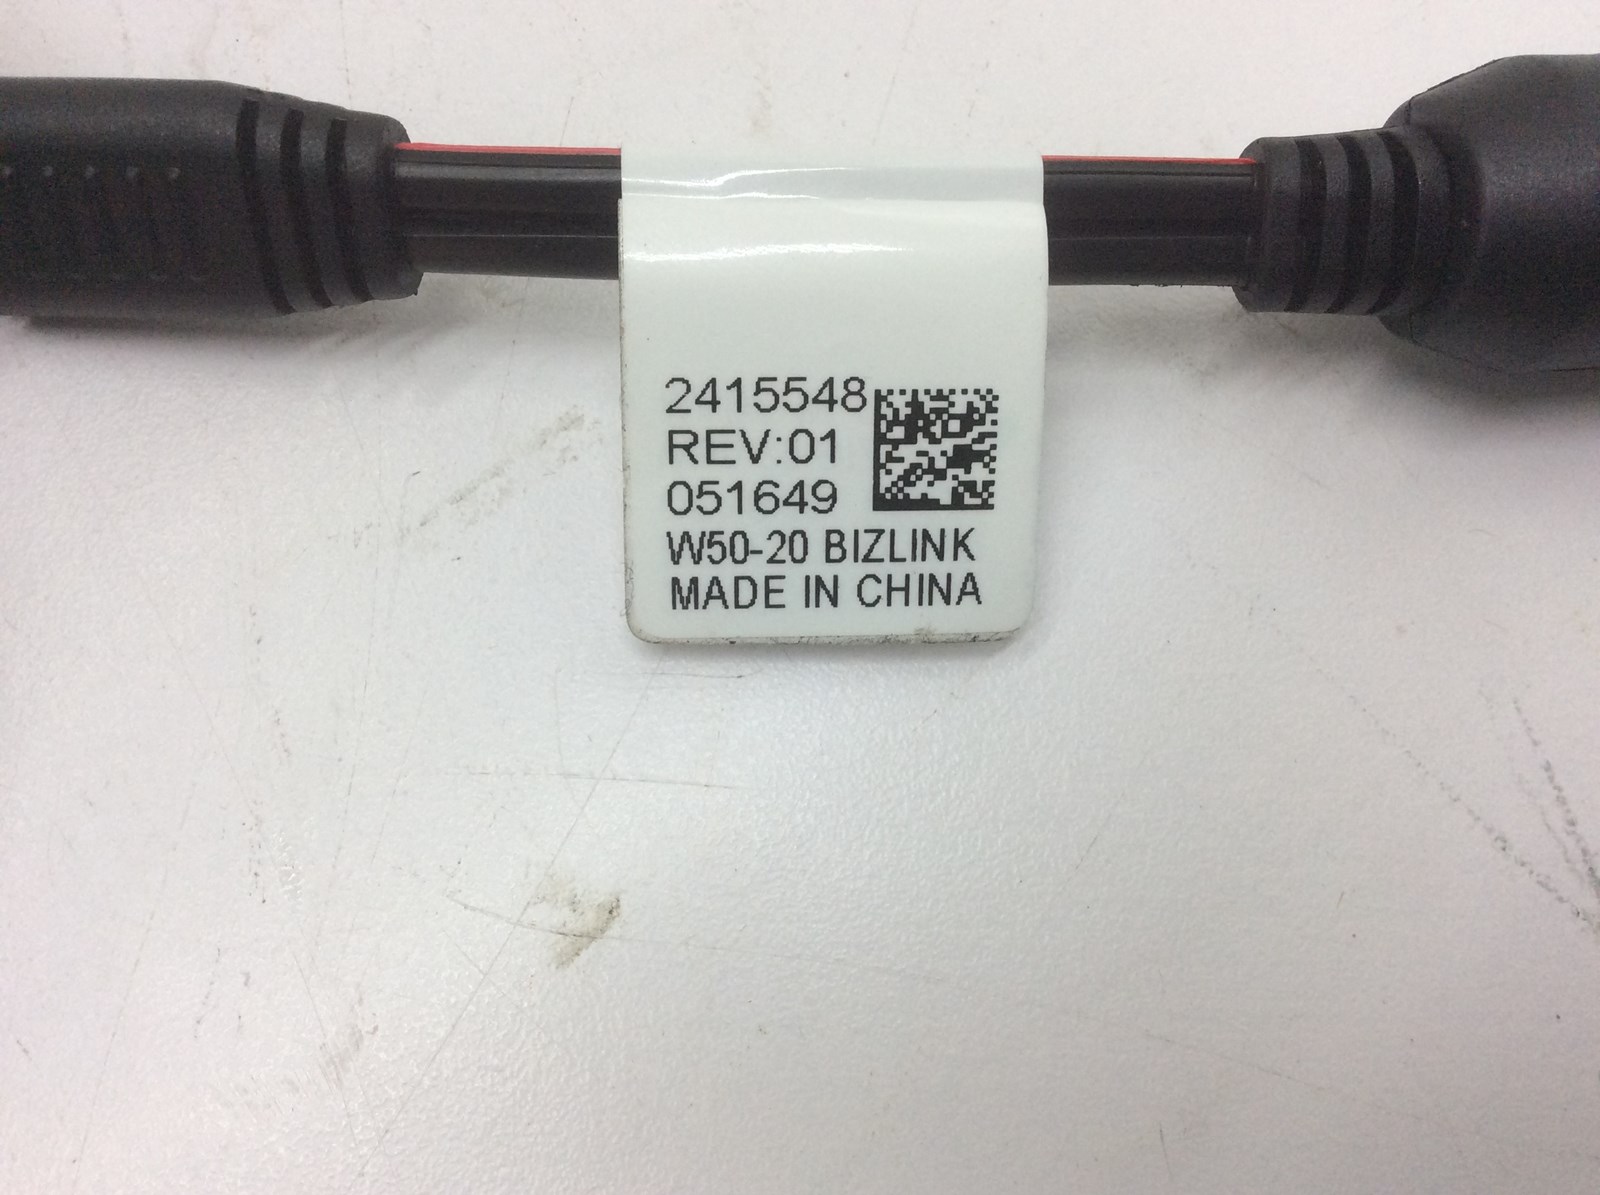 2415548
REV:01
051649
W50-20 BIZLINK
MADE IN CHINA